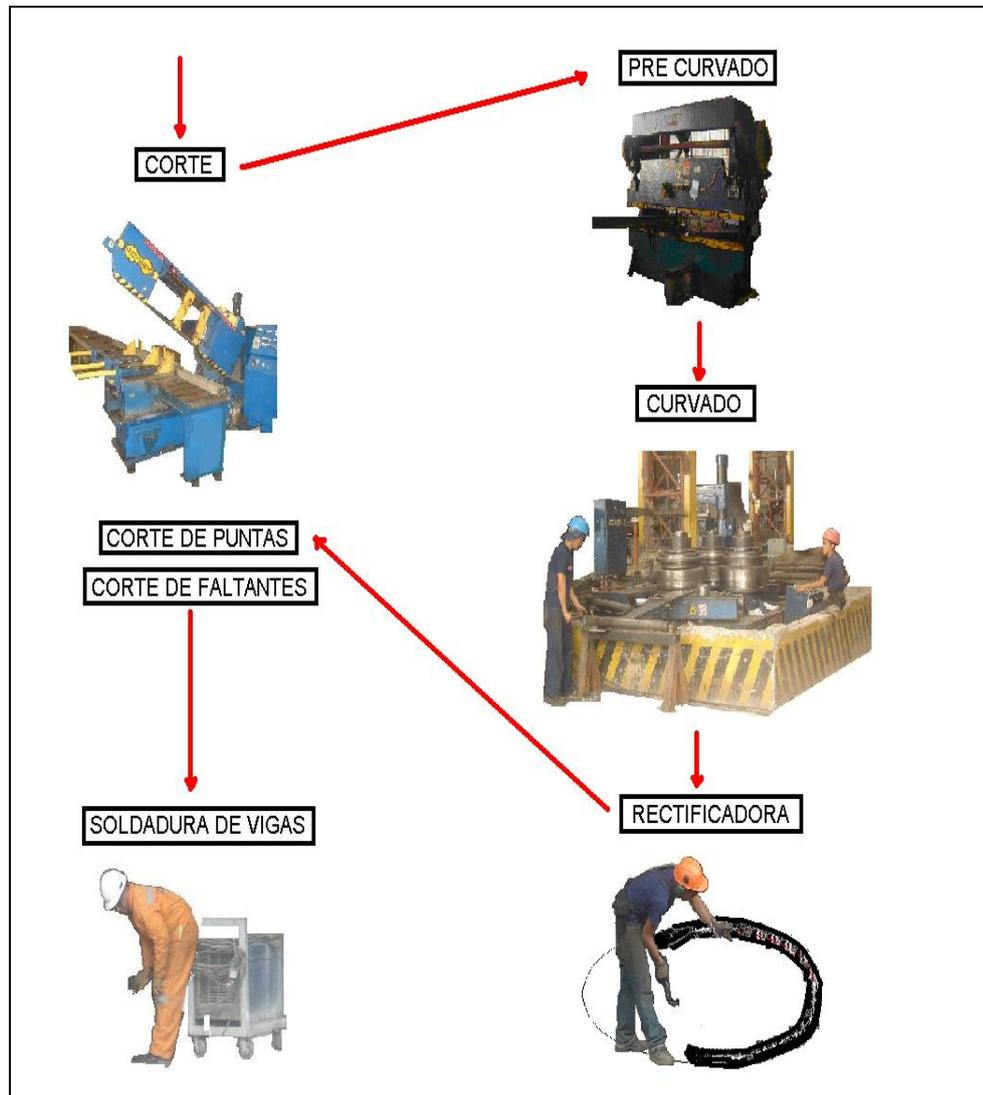 PRE CURVADO
CORTE
CURVADO
CORTE DE PUNTAS
CORTE DE FALTANTES
SOLDADURA DE VIGAS
RECTIFICADORA